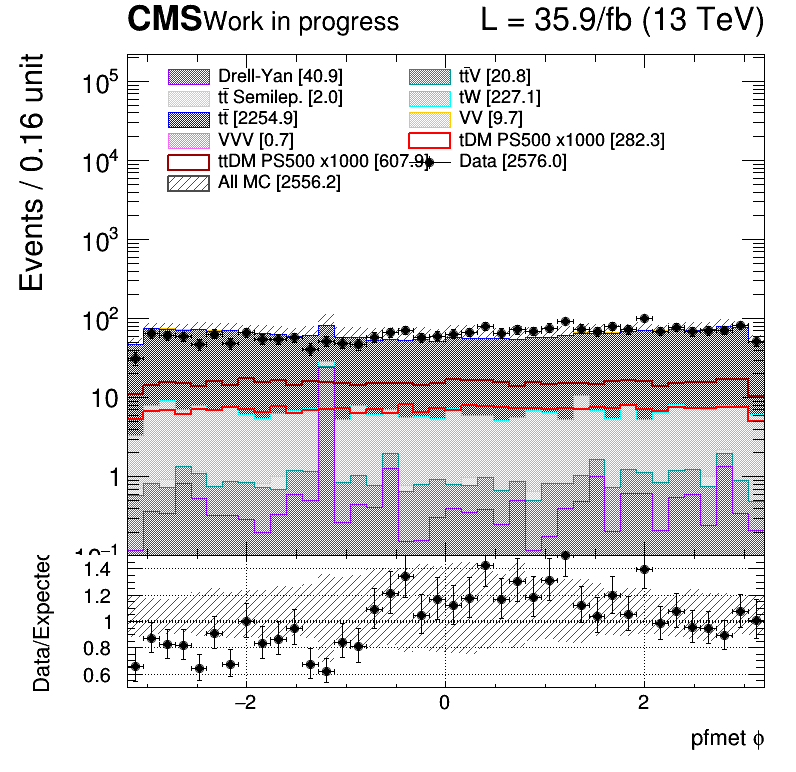 CMS Work in progress L = 35.9/fb (13 TeV)
Events / 0.16 unit
Drell-Yan [40.9] tt̄V [20.8]
tt̄ Semilep. [2.0] tW [227.1]
tt̄ [2254.9] VV [9.7]
VVV [0.7] tDM PS500 x1000 [282.3]
ttDM PS500 x1000 [607.9] Data [2576.0]
All MC [2556.2]
10⁵
10⁴
10³
10²
10
1
10⁻¹
Data/Expected
1.4
1.2
1
0.8
0.6
−2 0 2
pfmet ϕ